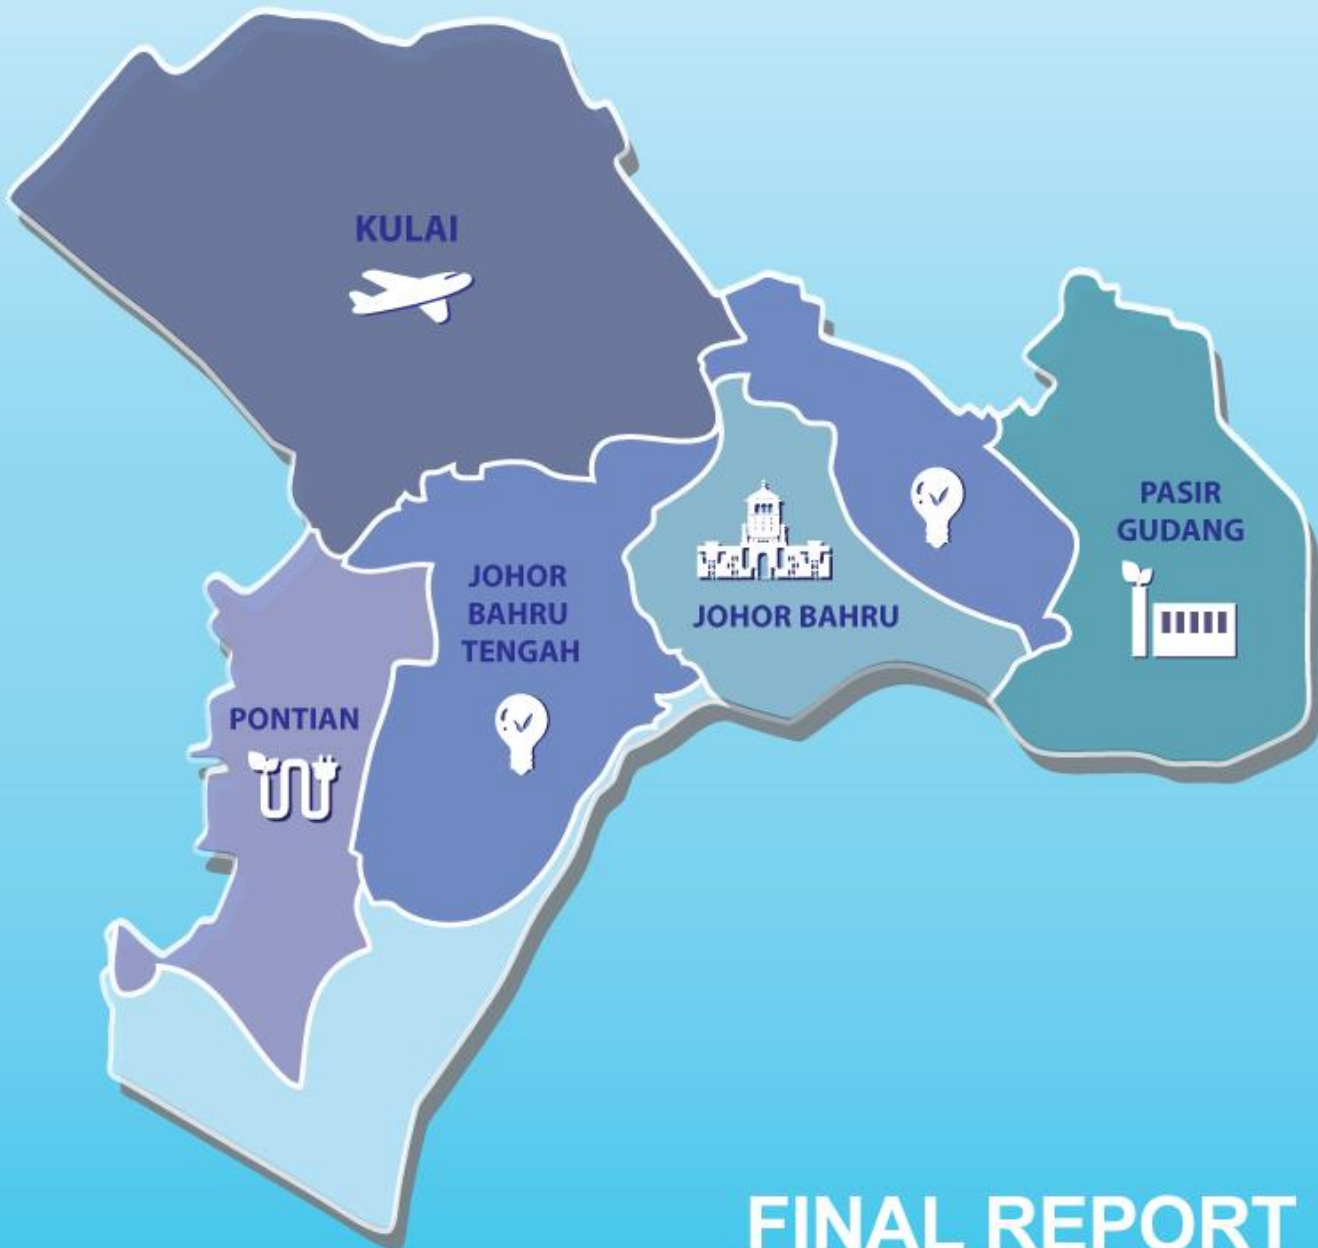 KULAI
PASIR
GUDANG
JOHOR
BAHRU
TENGAH
JOHOR BAHRU
PONTIAN
FINAL REPORT